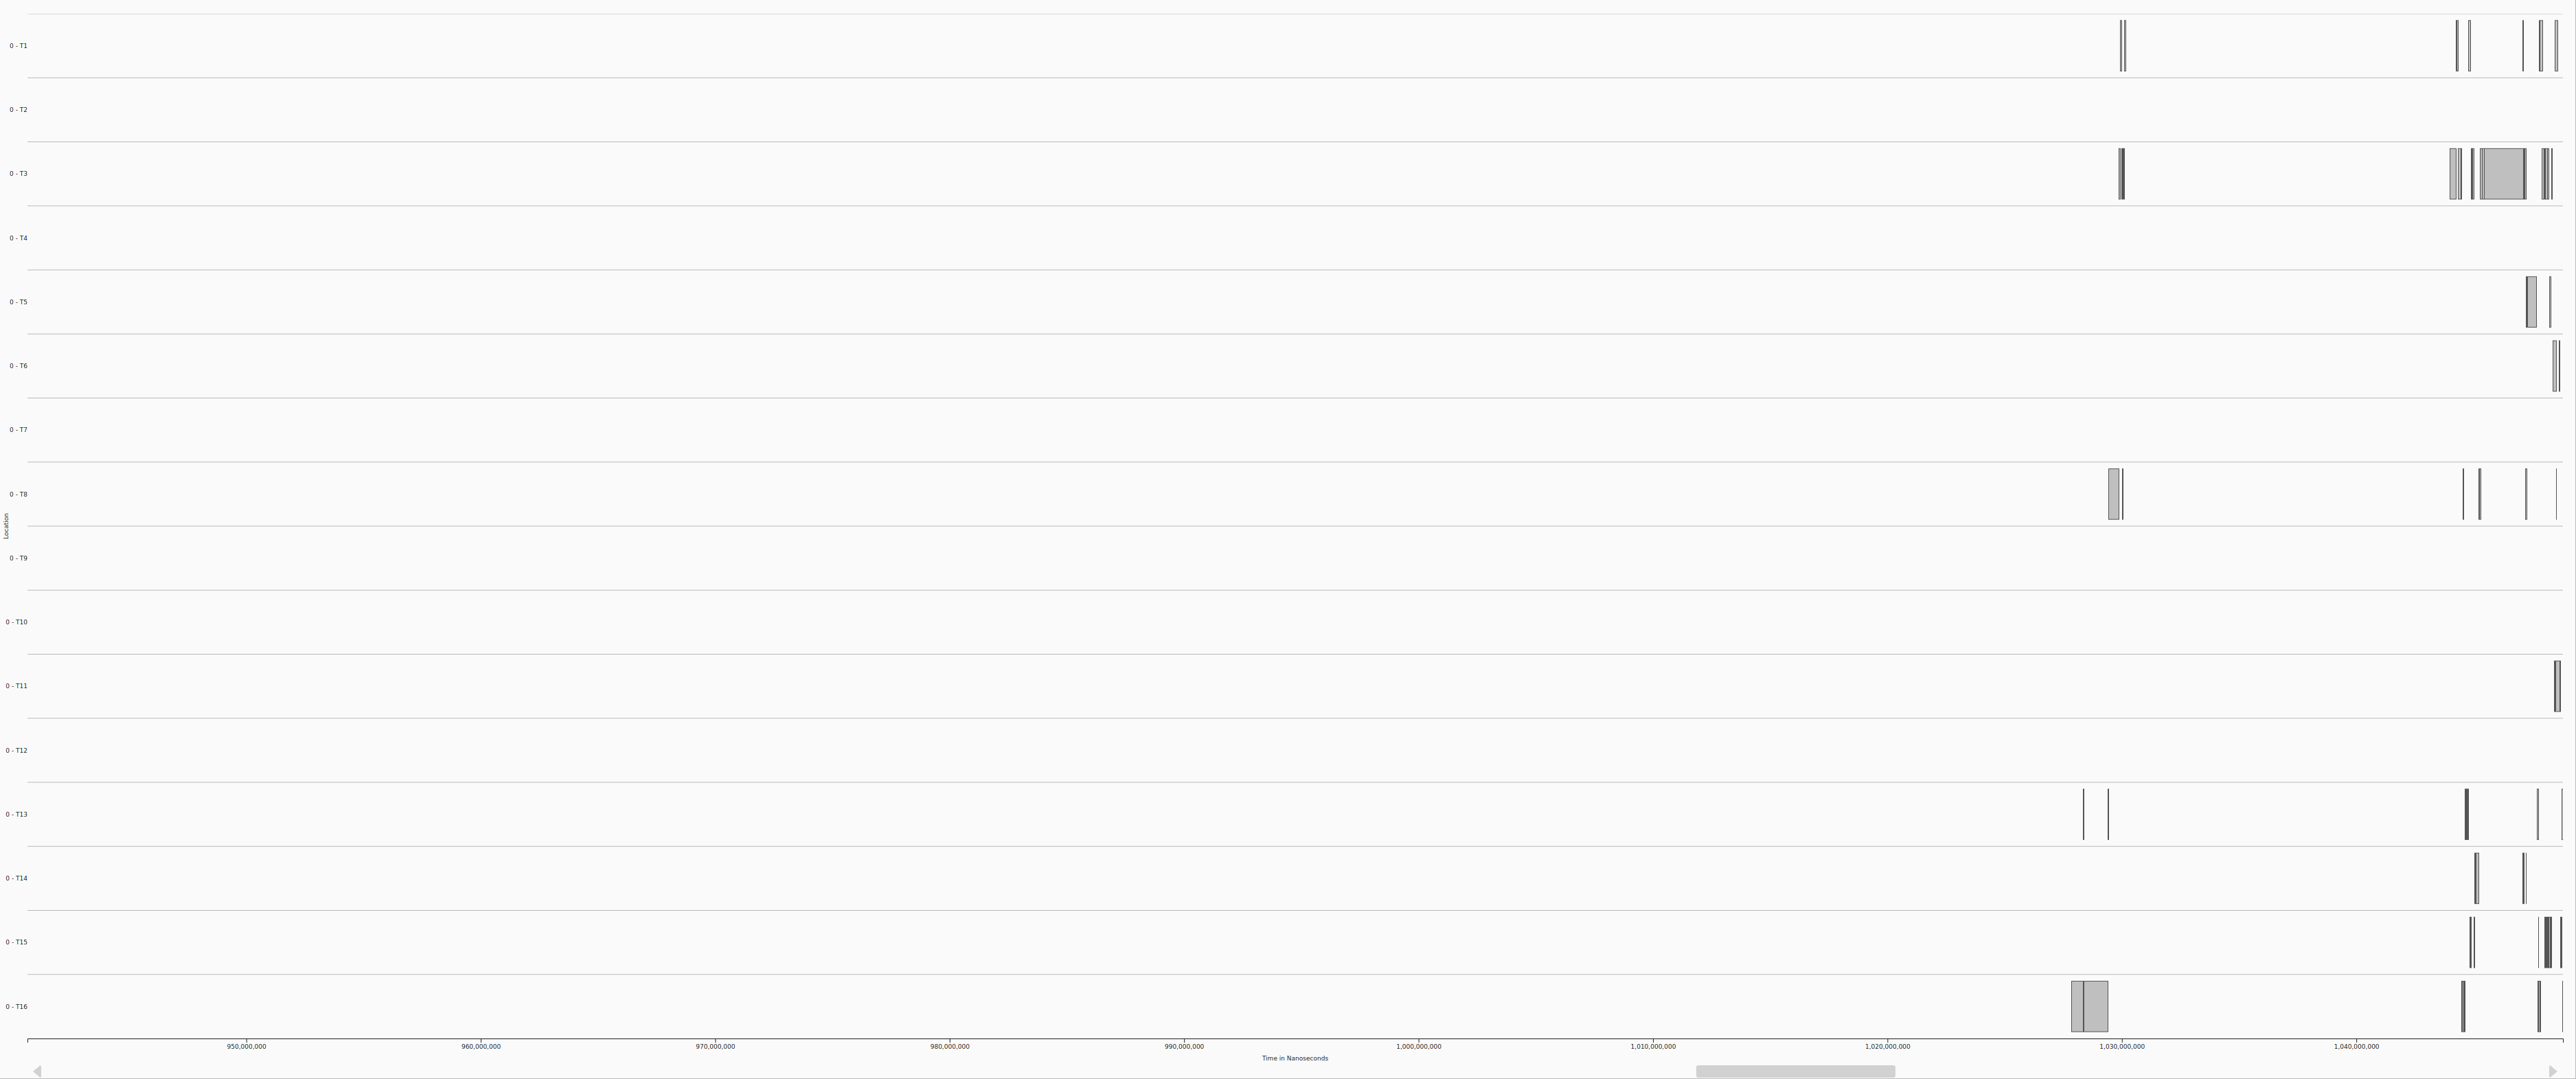 0 - T1
0 - T2
0 - T3
0 - T4
0 - T5
0 - T6
0 - T7
0 - T8
Location
0 - T9
0 - T10
0 - T11
0 - T12
0 - T13
0 - T14
0 - T15
0 - T16
950,000,000 960,000,000 970,000,000 980,000,000 990,000,000 1,000,000,000 1,010,000,000 1,020,000,000 1,030,000,000 1,040,000,000
Time in Nanoseconds